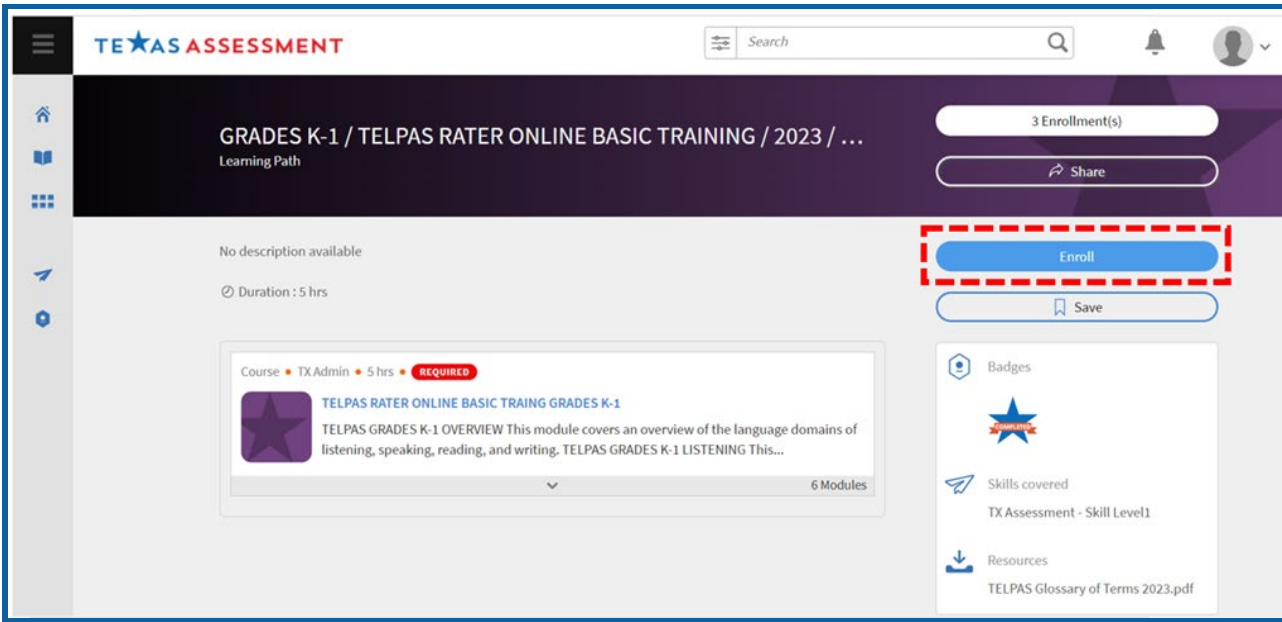 TEXAS ASSESSMENT
Search
GRADES K-1 / TELPAS RATER ONLINE BASIC TRAINING / 2023 / ...
Learning Path
3 Enrollment(s)
Share
No description available
Duration : 5 hrs
Enroll
Save
Course • TX Admin • 5 hrs • REQUIRED
TELPAS RATER ONLINE BASIC TRAING GRADES K-1
TELPAS GRADES K-1 OVERVIEW This module covers an overview of the language domains of
listening, speaking, reading, and writing. TELPAS GRADES K-1 LISTENING This...
6 Modules
Badges
COMPLETED
Skills covered
TX Assessment - Skill Level1
Resources
TELPAS Glossary of Terms 2023.pdf